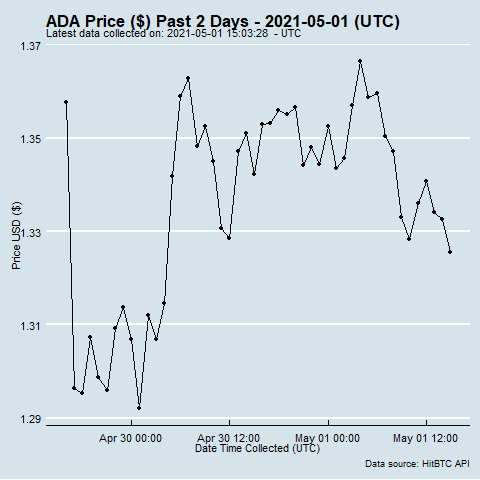 ADA Price ($) Past 2 Days - 2021-05-01 (UTC)
Latest data collected on: 2021-05-01 15:03:28 - UTC
1.37
1.35
1.33
1.31
1.29
Price USD ($)
Apr 30 00:00 Apr 30 12:00 May 01 00:00 May 01 12:00
Date Time Collected (UTC)
Data source: HitBTC API